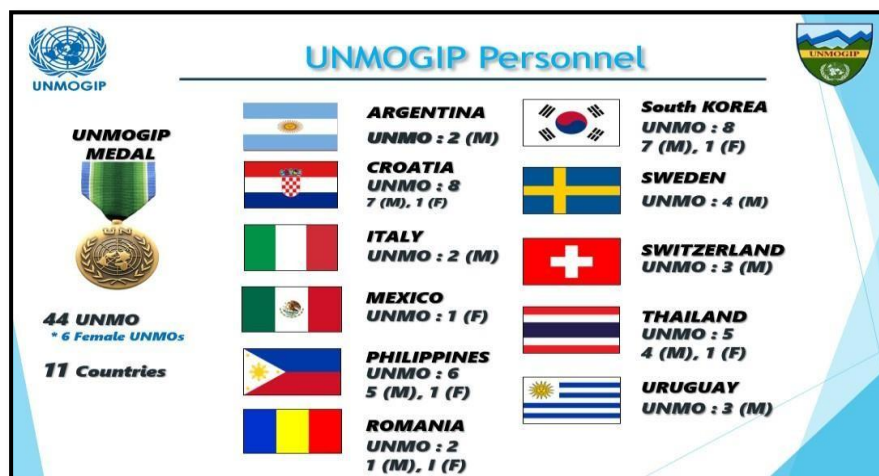 UNMOGIP Personnel
UNMOGIP
UNMOGIP
UNMOGIP
MEDAL
UN
44 UNMO
* 6 Female UNMOs
11 Countries
ARGENTINA
UNMO : 2 (M)
CROATIA
UNMO : 8
7 (M), 1 (F)
ITALY
UNMO : 2 (M)
MEXICO
UNMO : 1 (F)
PHILIPPINES
UNMO : 6
5 (M), 1 (F)
ROMANIA
UNMO : 2
1 (M), I (F)
South KOREA
UNMO : 8
7 (M), 1 (F)
SWEDEN
UNMO : 4 (M)
SWITZERLAND
UNMO : 3 (M)
THAILAND
UNMO : 5
4 (M), 1 (F)
URUGUAY
UNMO : 3 (M)